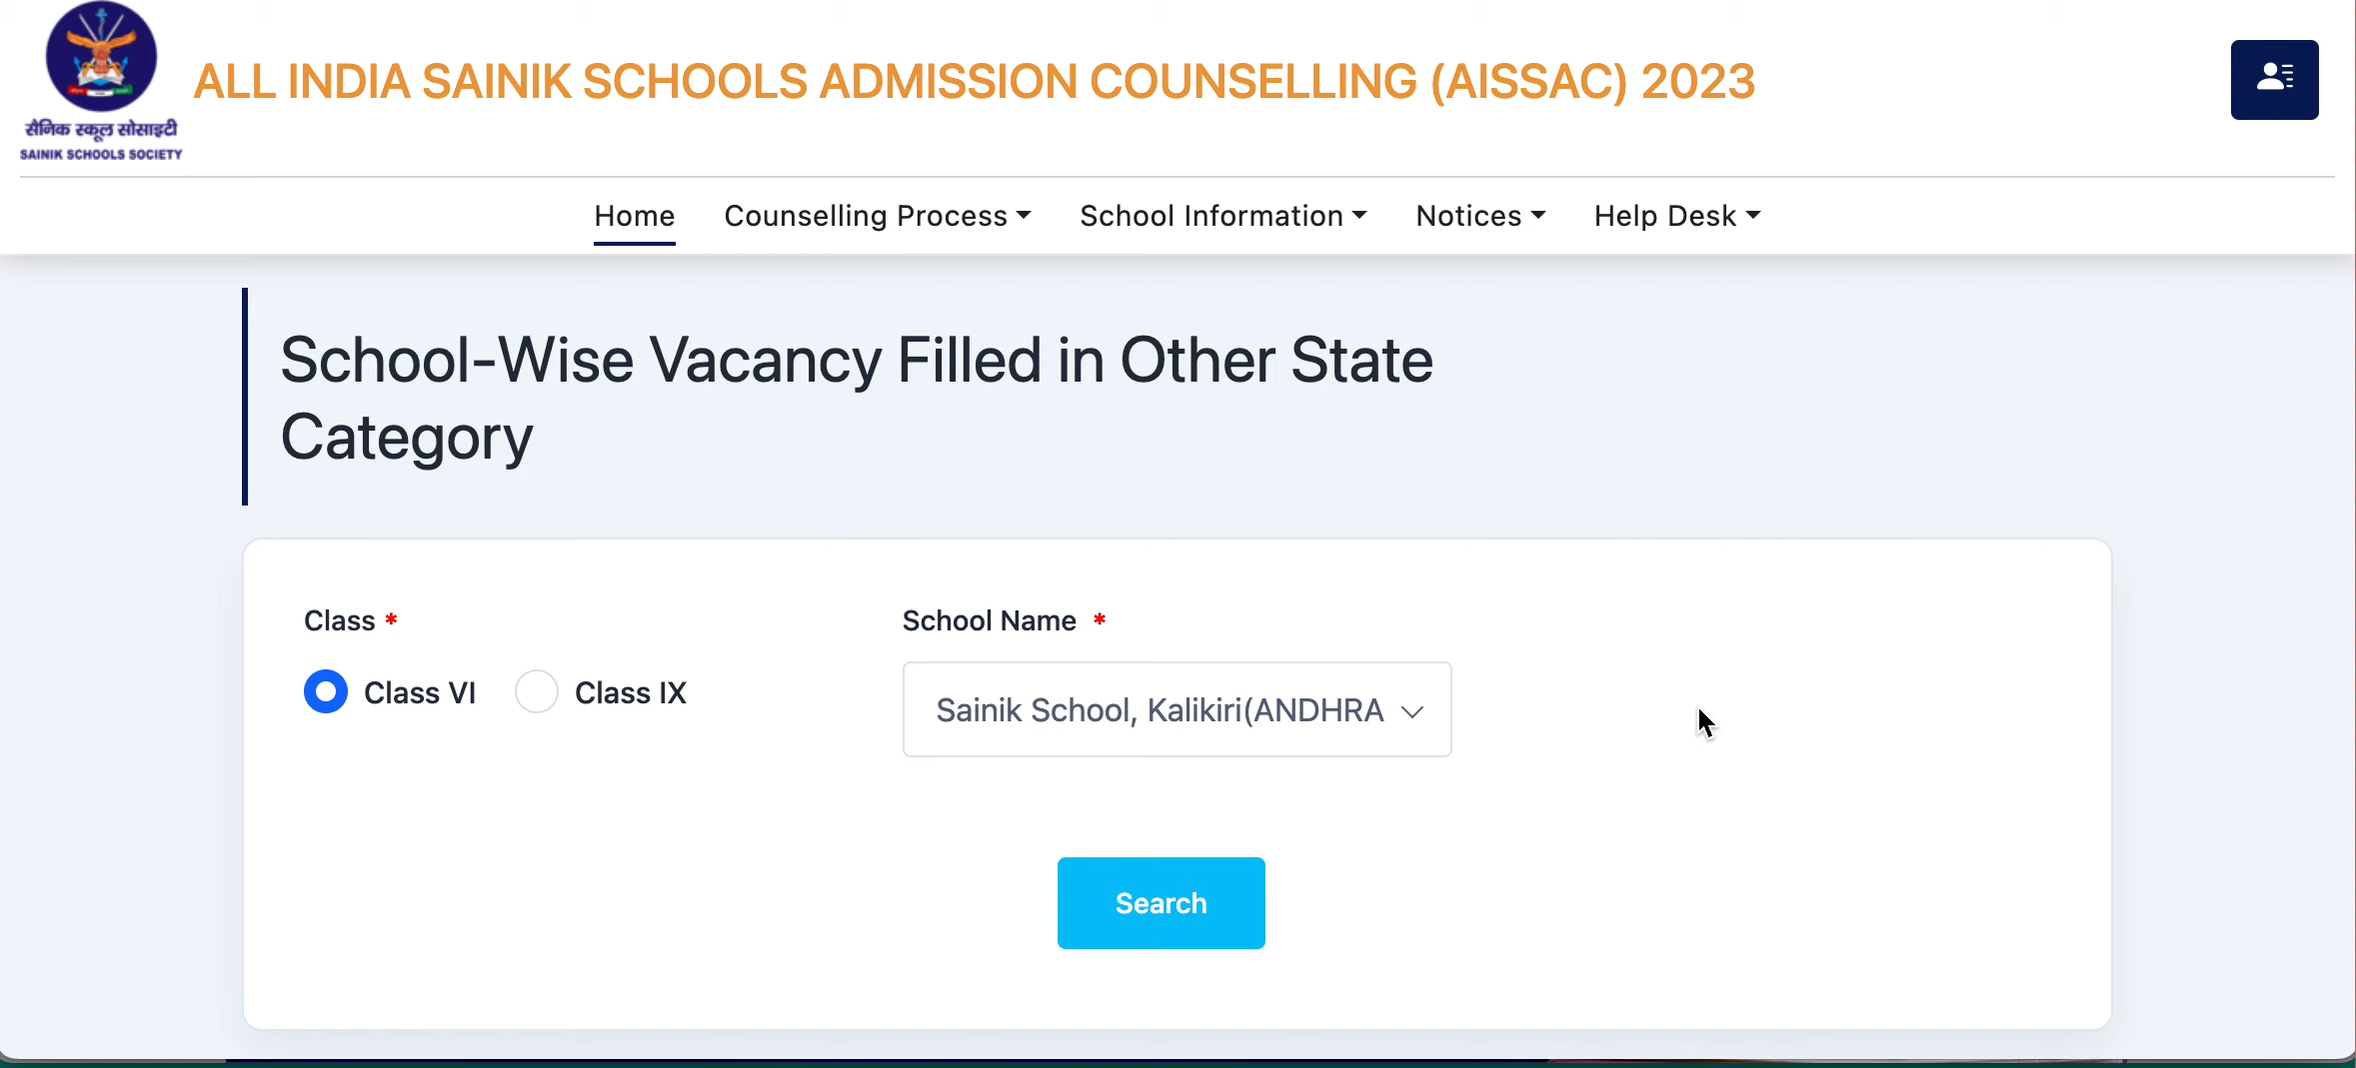 सैनिक स्कूल सोसाइटी
SAINIK SCHOOLS SOCIETY
ALL INDIA SAINIK SCHOOLS ADMISSION COUNSELLING (AISSAC) 2023
Home Counselling Process School Information Notices Help Desk
School-Wise Vacancy Filled in Other State
Category
Class *
School Name *
Class VI Class IX
Sainik School, Kalikiri(ANDHRA
Search